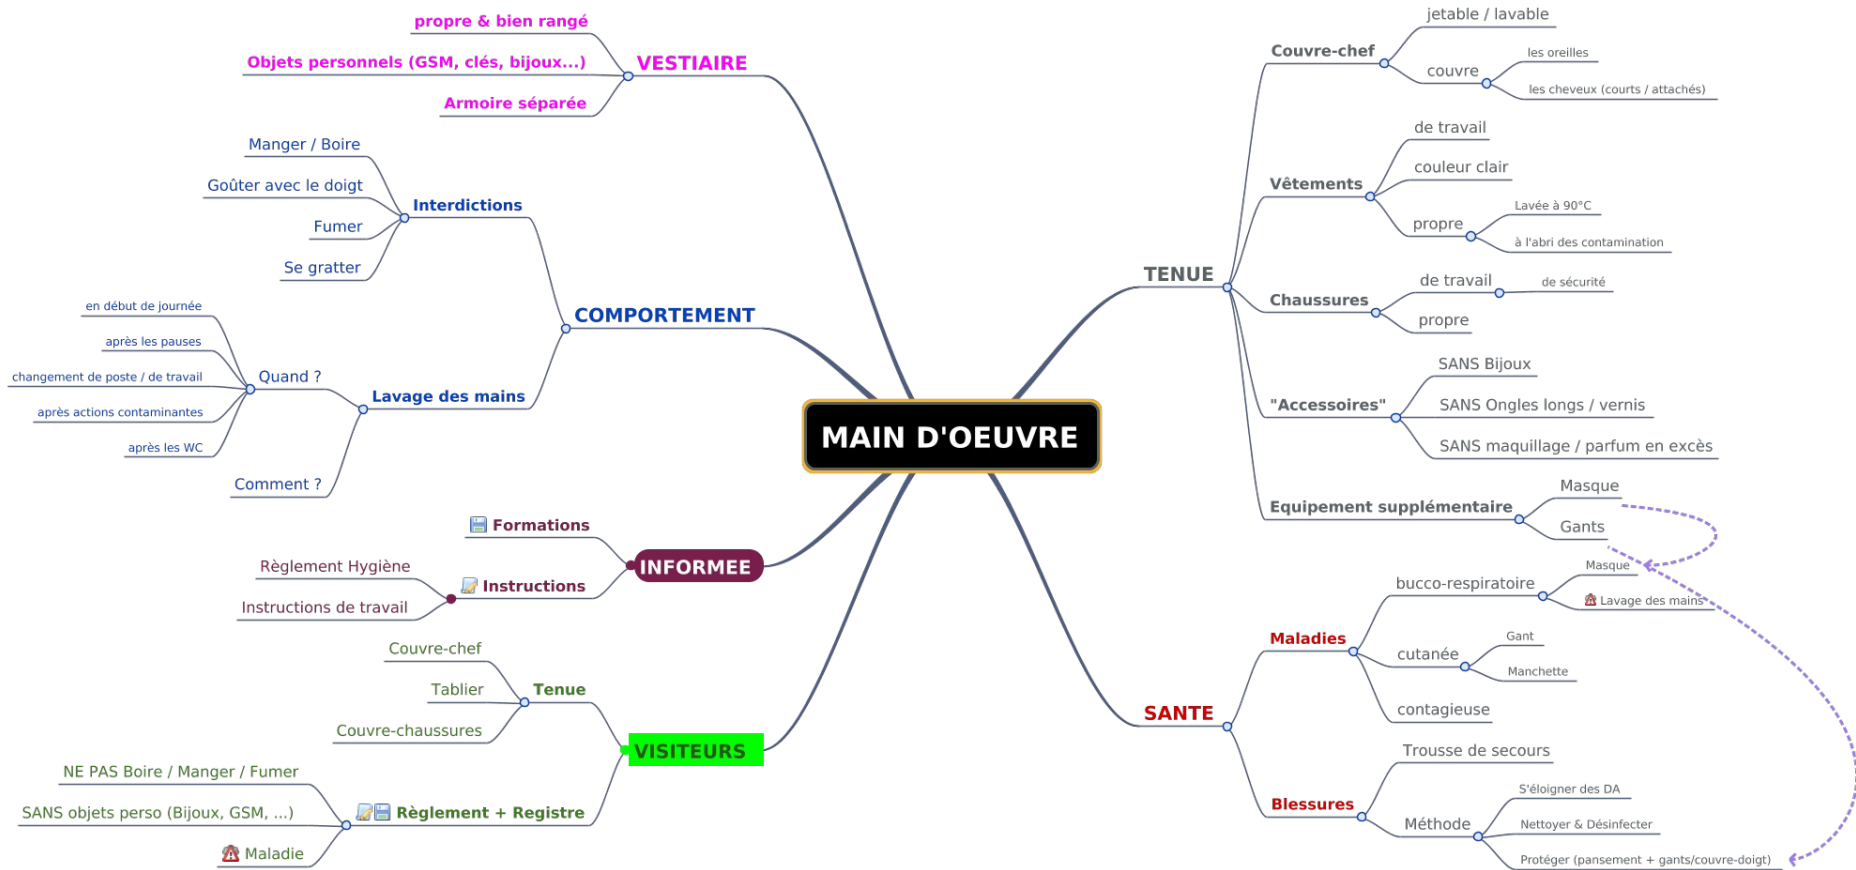 MAIN D'OEUVRE
VESTIAIRE
propre & bien rangé
Objets personnels (GSM, clés, bijoux...)
Armoire séparée
COMPORTEMENT
Interdictions
Manger / Boire
Goûter avec le doigt
Fumer
Se gratter
Lavage des mains
Quand ?
en début de journée
après les pauses
changement de poste / de travail
après actions contaminantes
après les WC
Comment ?
INFORMEE
Formations
Instructions
Règlement Hygiène
Instructions de travail
VISITEURS
Tenue
Couvre-chef
Tablier
Couvre-chaussures
Règlement + Registre
NE PAS Boire / Manger / Fumer
SANS objets perso (Bijoux, GSM, ...)
Maladie
TENUE
Couvre-chef
jetable / lavable
couvre
les oreilles
les cheveux (courts / attachés)
Vêtements
de travail
couleur clair
propre
Lavée à 90°C
à l'abri des contamination
Chaussures
de travail
de sécurité
propre
"Accessoires"
SANS Bijoux
SANS Ongles longs / vernis
SANS maquillage / parfum en excès
Equipement supplémentaire
Masque
Gants
SANTE
Maladies
bucco-respiratoire
Masque
Lavage des mains
cutanée
Gant
Manchette
contagieuse
Blessures
Trousse de secours
Méthode
S'éloigner des DA
Nettoyer & Désinfecter
Protéger (pansement + gants/couvre-doigt)